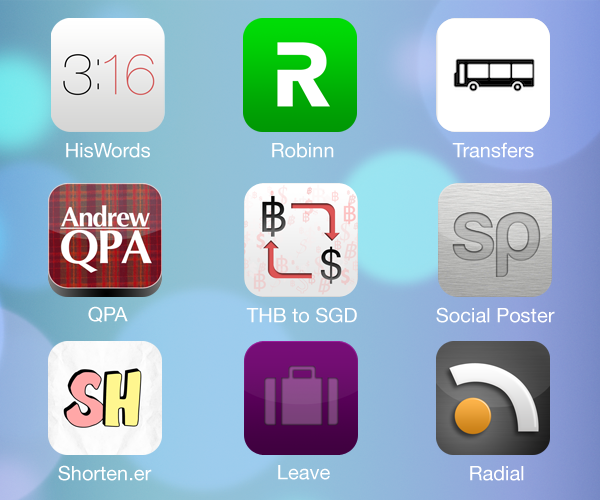 3:16
R
HisWords
Robinn
Transfers
Andrew
QPA
฿
$
sp
QPA
THB to SGD
Social Poster
SH
Shorten.er
Leave
Radial